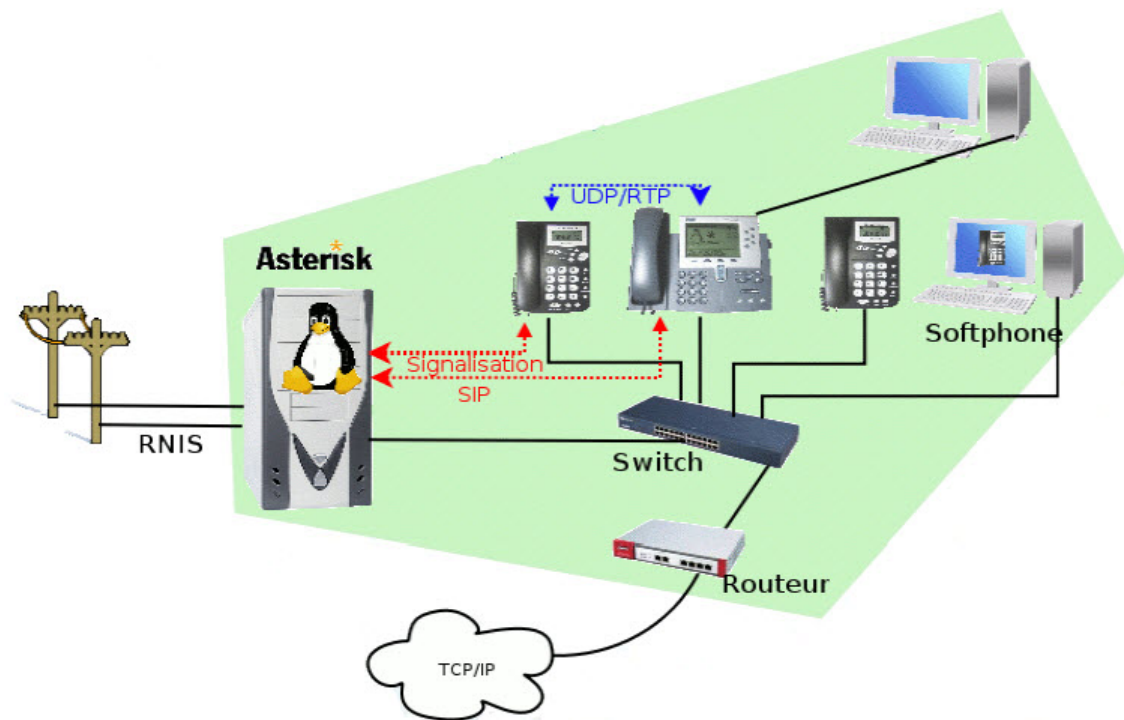 UDP/RTP
Asterisk
Softphone
Signalisation
SIP
RNIS
Switch
Routeur
TCP/IP